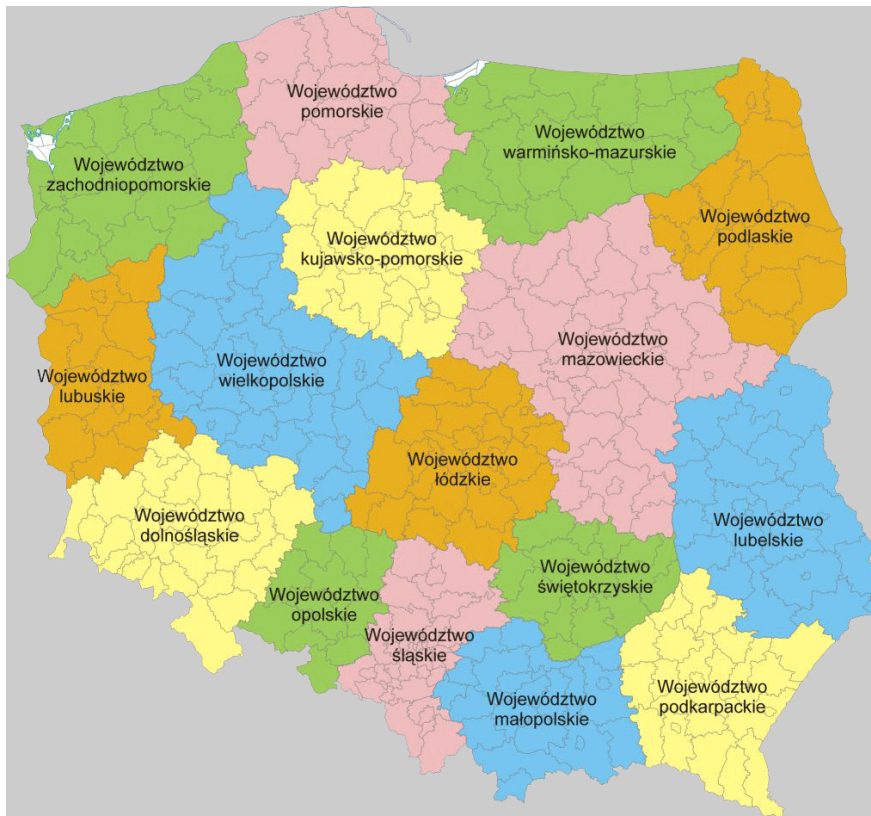 Województwo
pomorskie
Województwo
warmińsko-mazurskie
Województwo
zachodniopomorskie
Województwo
podlaskie
Województwo
kujawsko-pomorskie
Województwo
mazowieckie
Województwo
wielkopolskie
Województwo
lubuskie
Województwo
łódzkie
Województwo
dolnośląskie
Województwo
lubelskie
Województwo
świętokrzyskie
Województwo
opolskie
Województwo
śląskie
Województwo
małopolskie
Województwo
podkarpackie